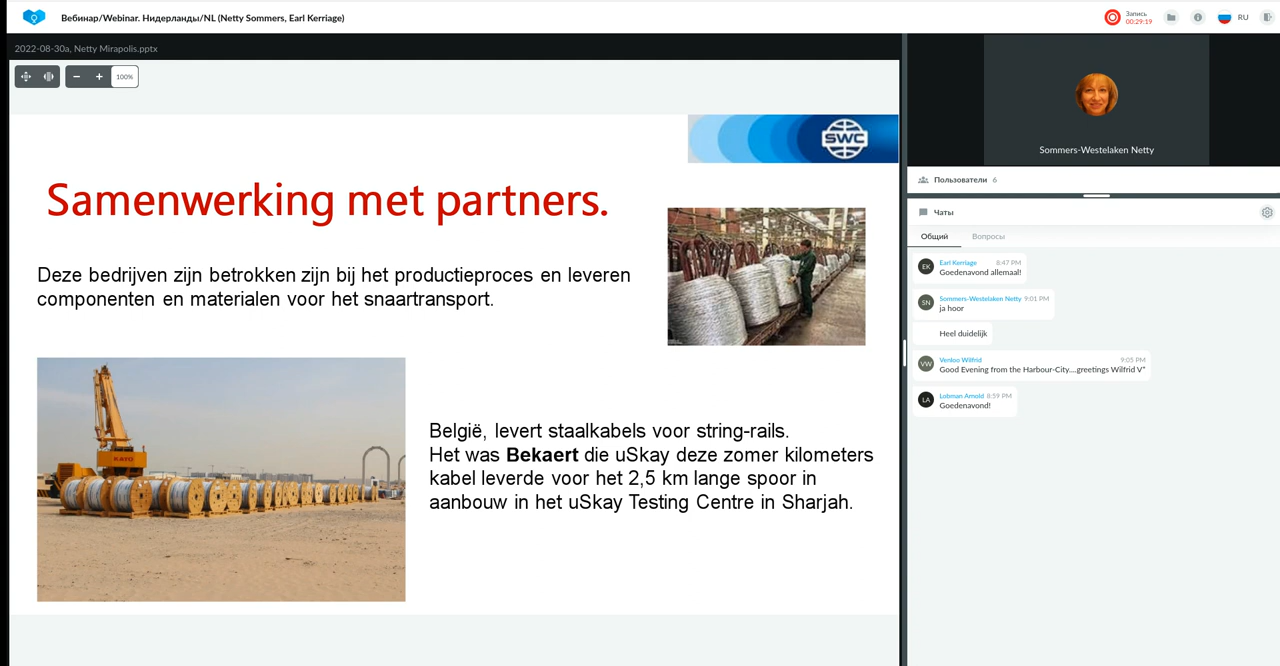 Вебинар/Webinar. Нидерланды/NL (Netty Sommers, Earl Kerriage)
Запись
00:29:19
RU
2022-08-30a, Netty Mirapolis.pptx
100%
SWC
Samenwerking met partners.
Deze bedrijven zijn betrokken zijn bij het productieproces en leveren
componenten en materialen voor het snaartransport.
KATO
België, levert staalkabels voor string-rails.
Het was Bekaert die uSkay deze zomer kilometers
kabel leverde voor het 2,5 km lange spoor in
aanbouw in het uSkay Testing Centre in Sharjah.
Sommers-Westelaken Netty
Пользователи 6
Чаты
Общий
Вопросы
EK
Earl Kerriage 8:47 PM
Goedenavond allemaal!
SN
Sommers-Westelaken Netty 9:01 PM
ja hoor
Heel duidelijk
VW
Venloo Wilfrid 9:05 PM
Good Evening from the Harbour-City....greetings Wilfrid V"
LA
Lobman Arnold 8:59 PM
Goedenavond!